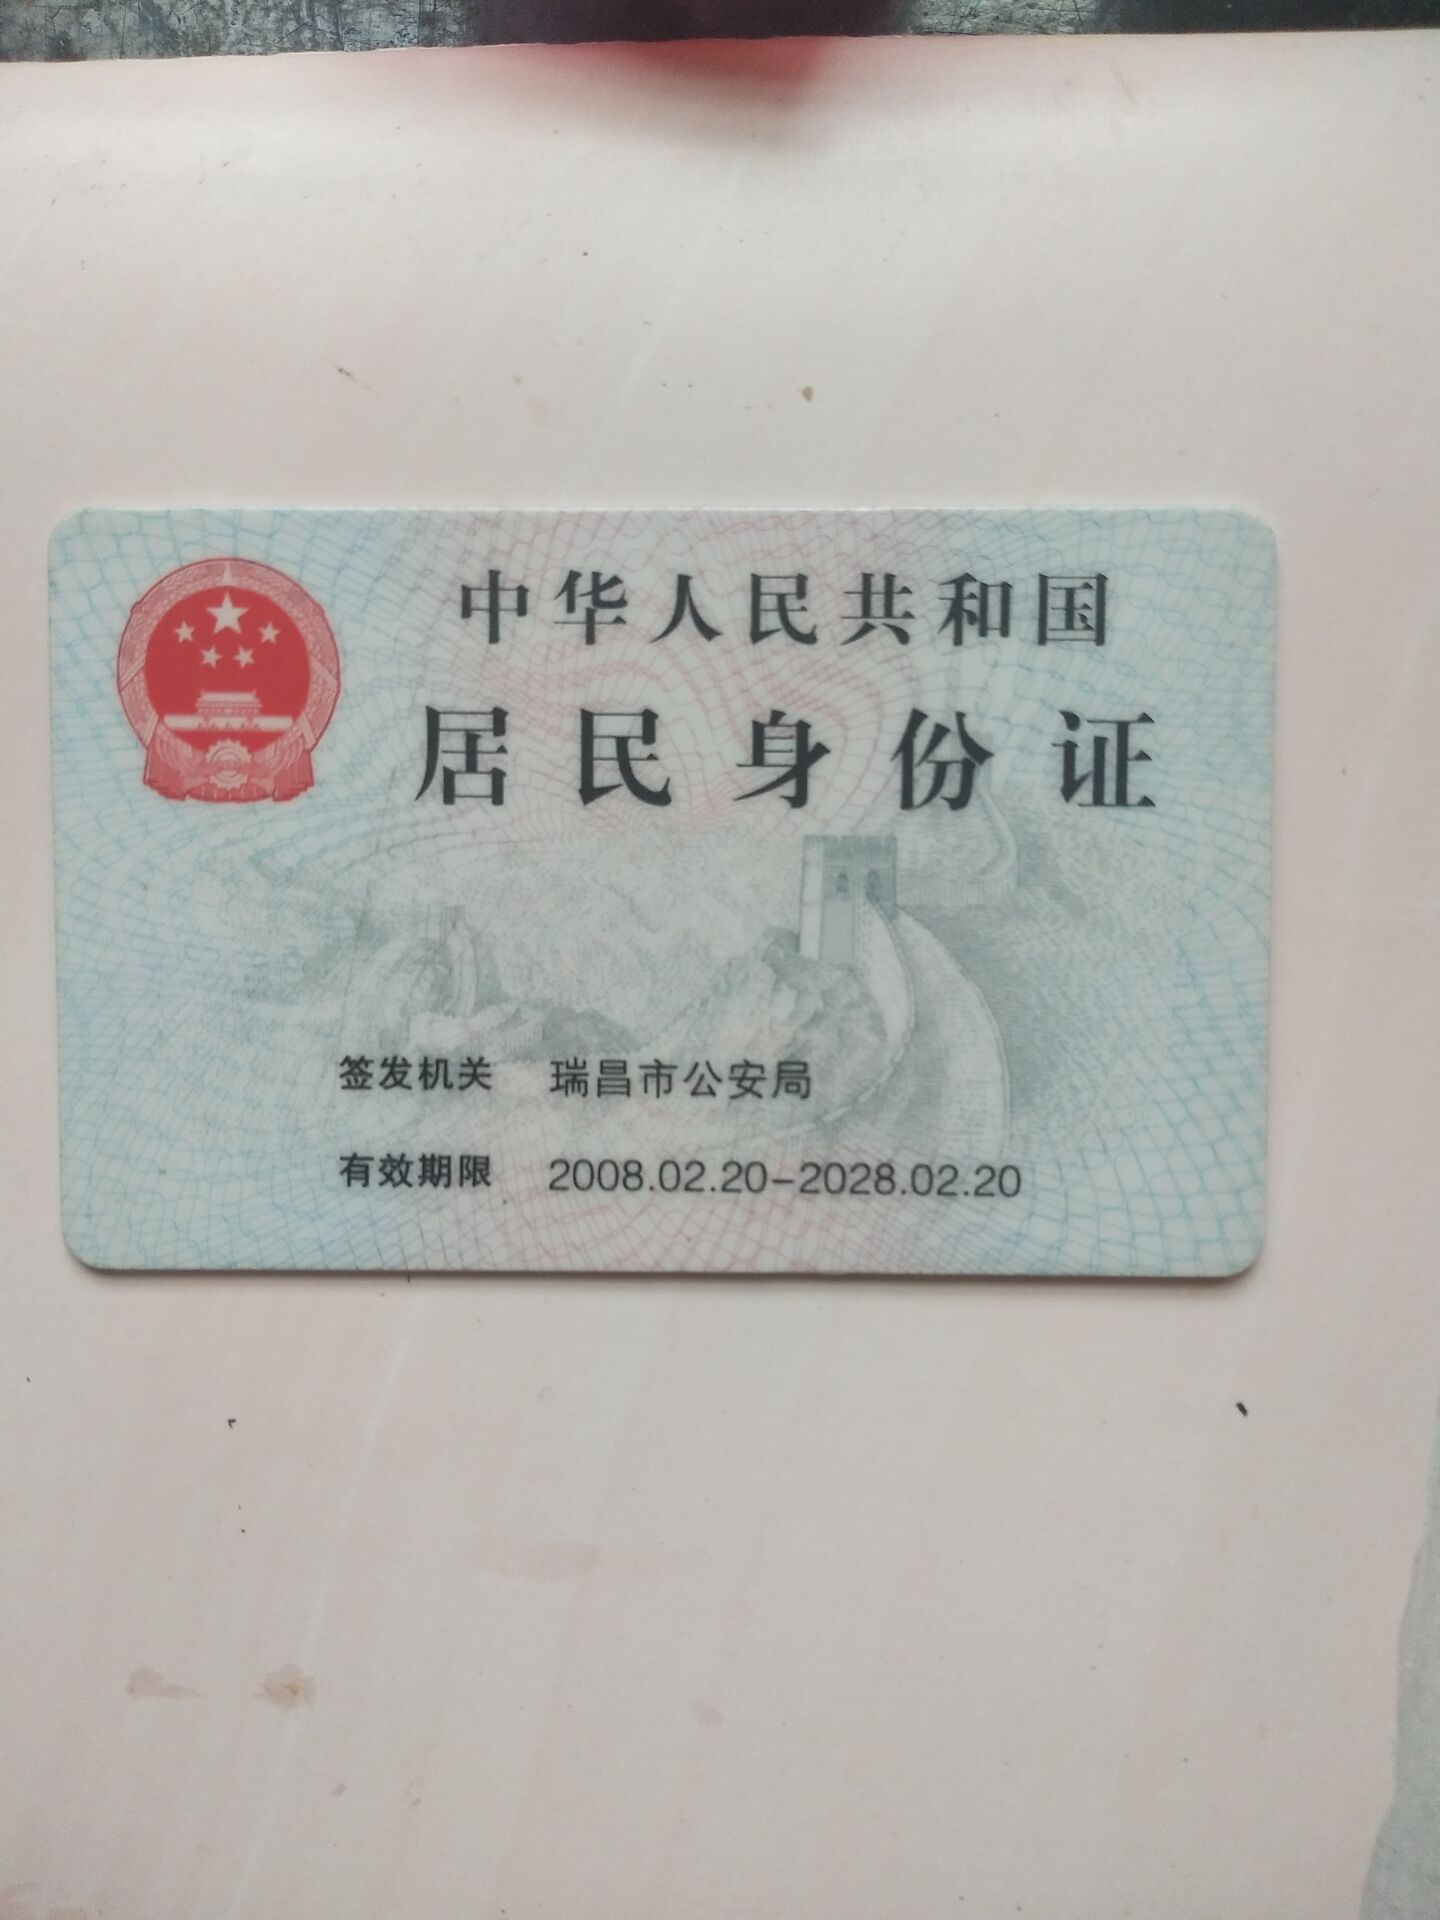 中华人民共和国
居民身份证
签发机关 瑞昌市公安局
有效期限 2008.02.20-2028.02.20